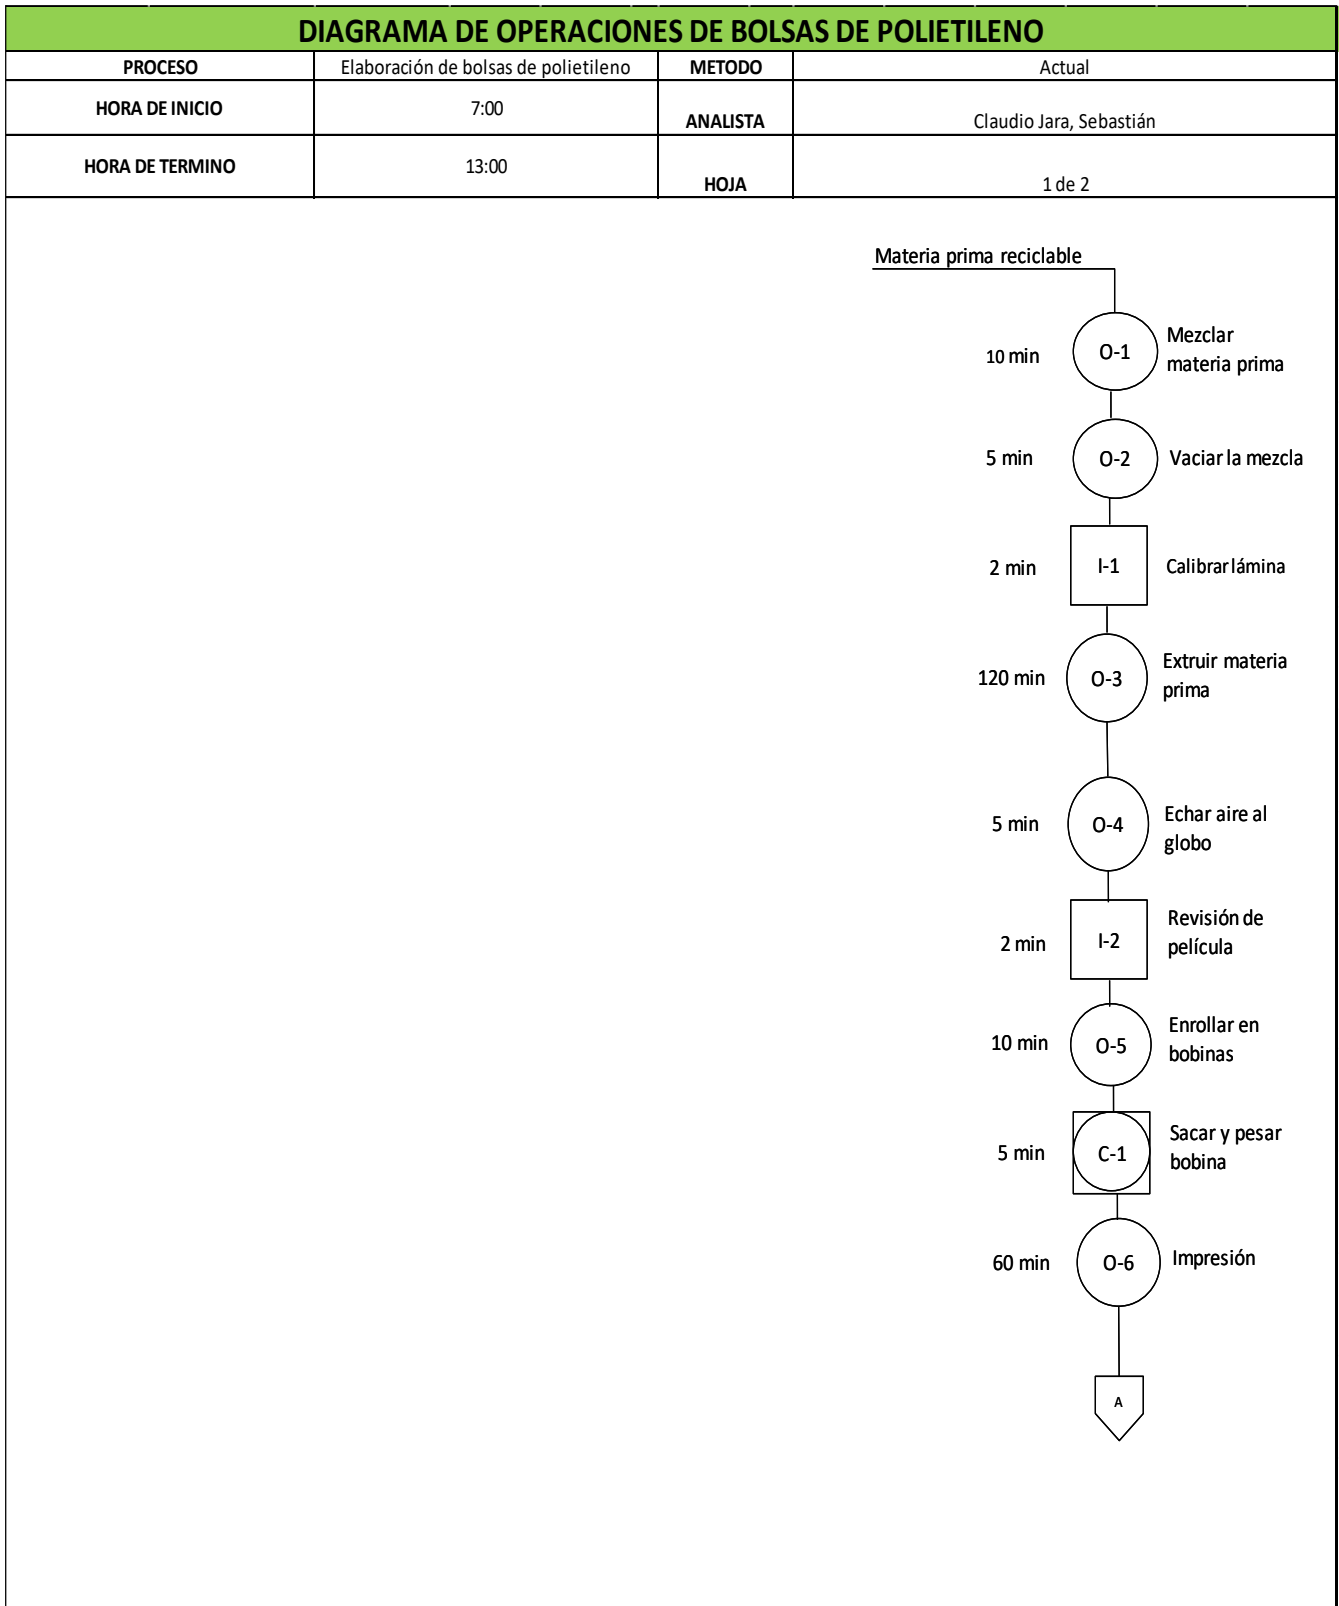 DIAGRAMA DE OPERACIONES DE BOLSAS DE POLIETILENO
PROCESO Elaboración de bolsas de polietileno METODO Actual
HORA DE INICIO 7:00 ANALISTA Claudio Jara, Sebastián
HORA DE TERMINO 13:00 HOJA 1 de 2
Materia prima reciclable
10 min O-1 Mezclar
materia prima
5 min O-2 Vaciar la mezcla
2 min I-1 Calibrar lámina
120 min O-3 Extruir materia
prima
5 min O-4 Echar aire al
globo
2 min I-2 Revisión de
película
10 min O-5 Enrollar en
bobinas
5 min C-1 Sacar y pesar
bobina
60 min O-6 Impresión
A